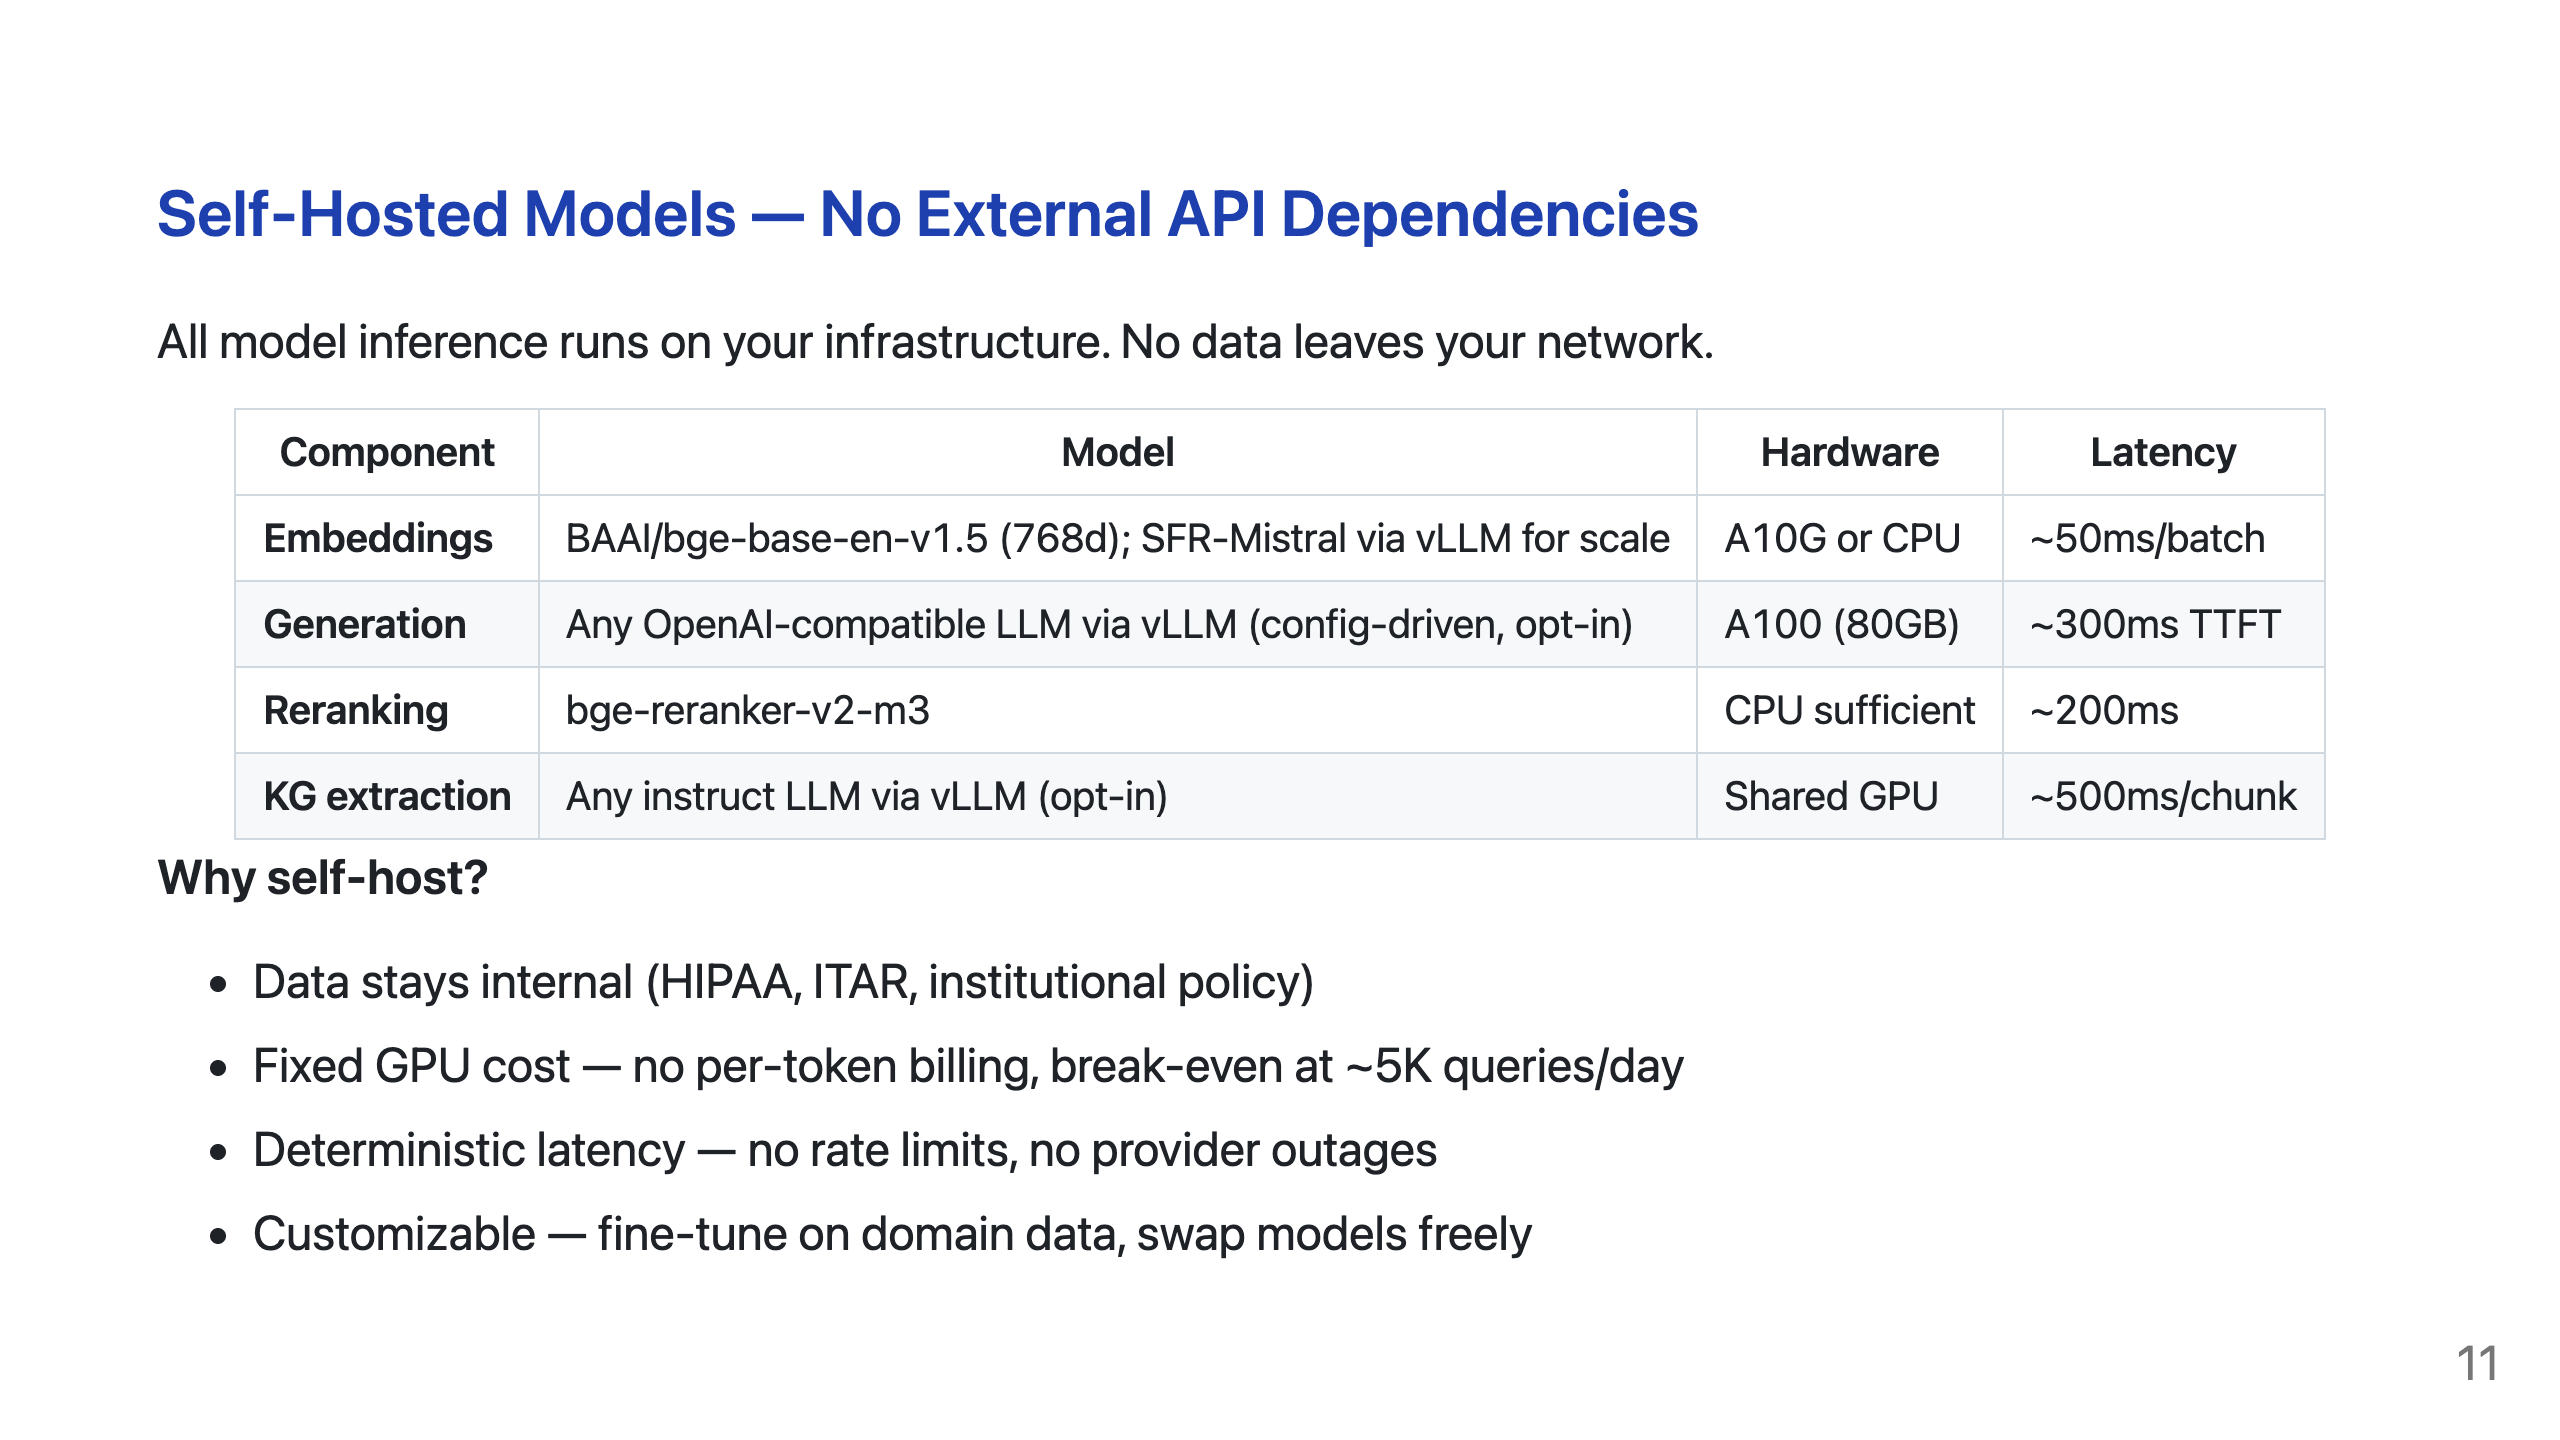 Self-Hosted Models — No External API Dependencies
All model inference runs on your infrastructure. No data leaves your network.
Component Model Hardware Latency
Embeddings BAAI/bge-base-en-v1.5 (768d); SFR-Mistral via vLLM for scale A10G or CPU ~50ms/batch
Generation Any OpenAI-compatible LLM via vLLM (config-driven, opt-in) A100 (80GB) ~300ms TTFT
Reranking bge-reranker-v2-m3 CPU sufficient ~200ms
KG extraction Any instruct LLM via vLLM (opt-in) Shared GPU ~500ms/chunk
Why self-host?
• Data stays internal (HIPAA, ITAR, institutional policy)
• Fixed GPU cost — no per-token billing, break-even at ~5K queries/day
• Deterministic latency — no rate limits, no provider outages
• Customizable — fine-tune on domain data, swap models freely
11